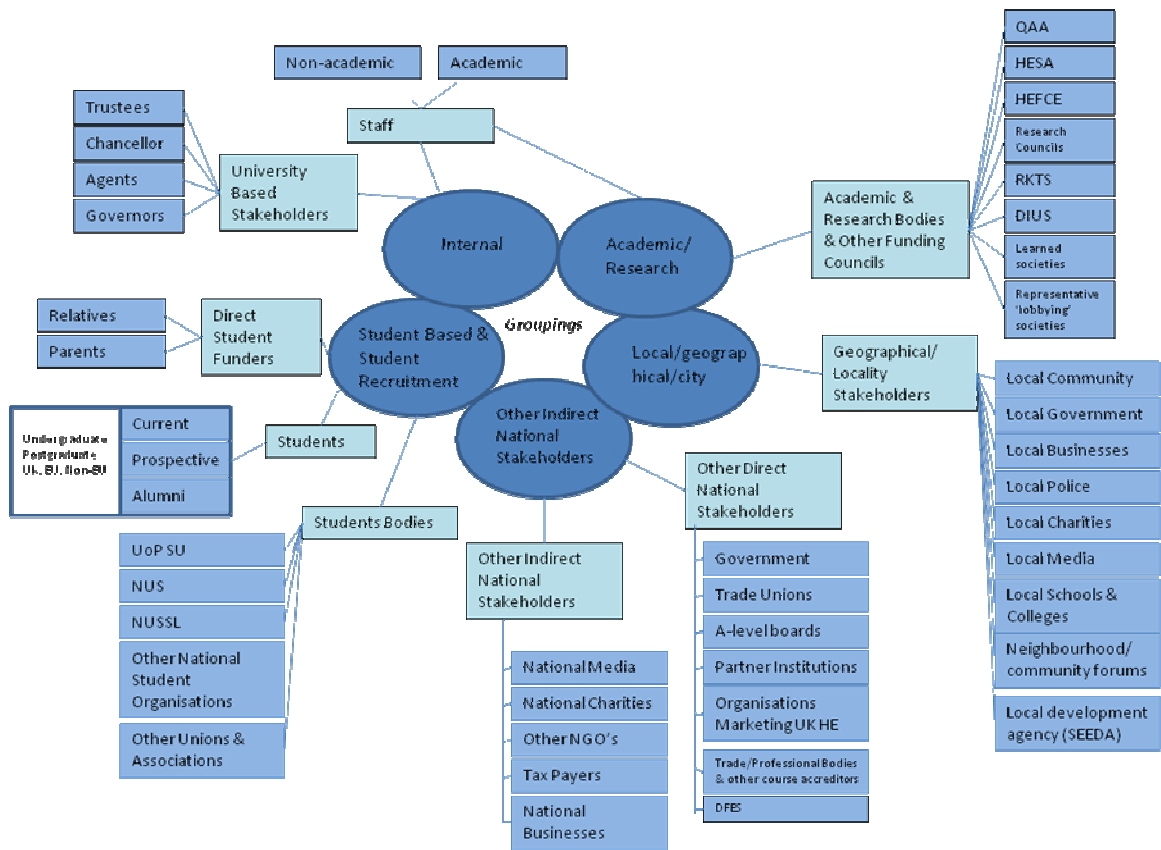 Non-academic
Academic
Staff
Trustees
Chancellor
Agents
Governors
University
Based
Stakeholders
Internal
Academic/
Research
Academic &
Research Bodies
& Other Funding
Councils
QAA
HESA
HEFCE
Research
Councils
RKTS
DIUS
Learned
societies
Representative
'lobbying'
societies
Relatives
Parents
Direct
Student
Funders
Student Based &
Student
Recruitment
Groupings
Local/geograp
hical/city
Geographical/
Locality
Stakeholders
Local Community
Local Government
Local Businesses
Local Police
Local Charities
Local Media
Local Schools &
Colleges
Neighbourhood/
community forums
Local development
agency (SEEDA)
Undergraduate
Postgraduate
Uk, EU, Non-EU
Current
Prospective
Alumni
Students
Other Indirect
National
Stakeholders
Students Bodies
UoP SU
NUS
NUSSL
Other National
Student
Organisations
Other Unions &
Associations
Other Indirect
National
Stakeholders
National Media
National Charities
Other NGO's
Tax Payers
National
Businesses
Other Direct
National
Stakeholders
Government
Trade Unions
A-level boards
Partner Institutions
Organisations
Marketing UK HE
Trade/Professional Bodies
& other course accreditors
DFES